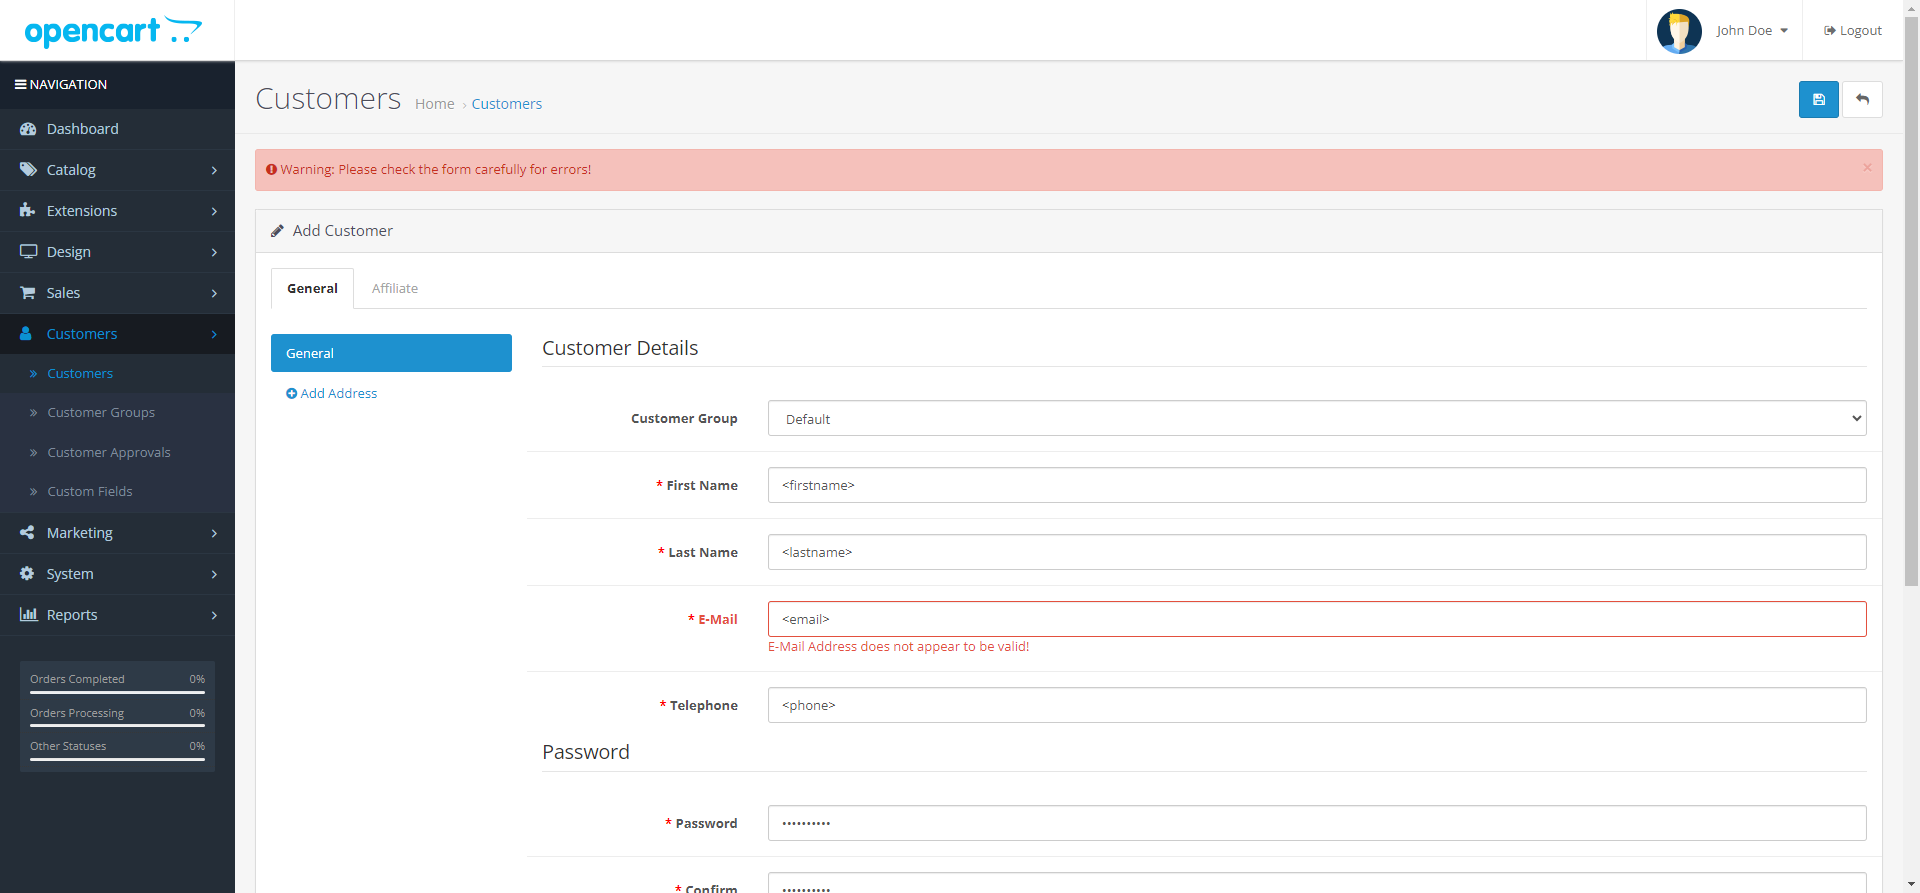 opencart
John Doe
Logout
NAVIGATION
Dashboard
Catalog
Extensions
Design
Sales
Customers
Customers
Customer Groups
Customer Approvals
Custom Fields
Marketing
System
Reports
Orders Completed 0%
Orders Processing 0%
Other Statuses 0%
Customers Home › Customers
Warning: Please check the form carefully for errors! ×
Add Customer
General Affiliate
General
Add Address
Customer Details
Customer Group Default
* First Name <firstname>
* Last Name <lastname>
* E-Mail <email>
E-Mail Address does not appear to be valid!
* Telephone <phone>
Password
* Password ••••••••••
* Confirm ••••••••••